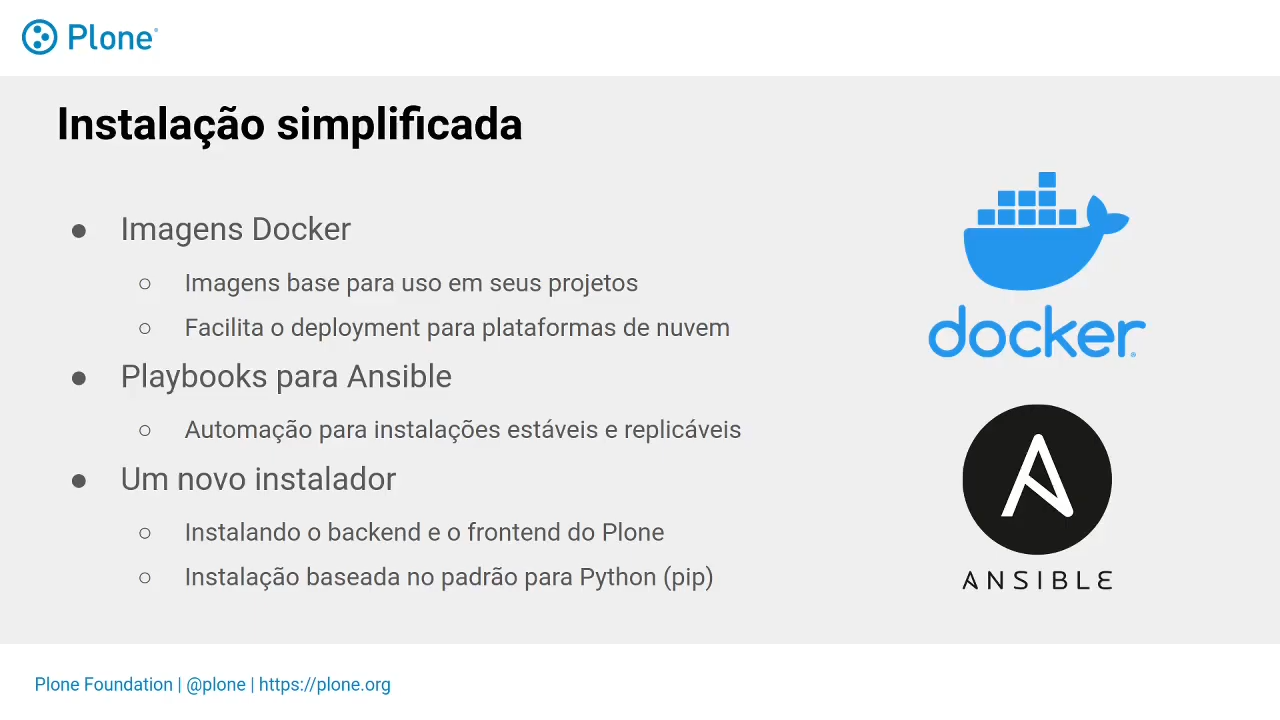 Plone
Instalação simplificada
● Imagens Docker
○ Imagens base para uso em seus projetos
○ Facilita o deployment para plataformas de nuvem
● Playbooks para Ansible
○ Automação para instalações estáveis e replicáveis
● Um novo instalador
○ Instalando o backend e o frontend do Plone
○ Instalação baseada no padrão para Python (pip)
docker
ANSIBLE
Plone Foundation | @plone | https://plone.org